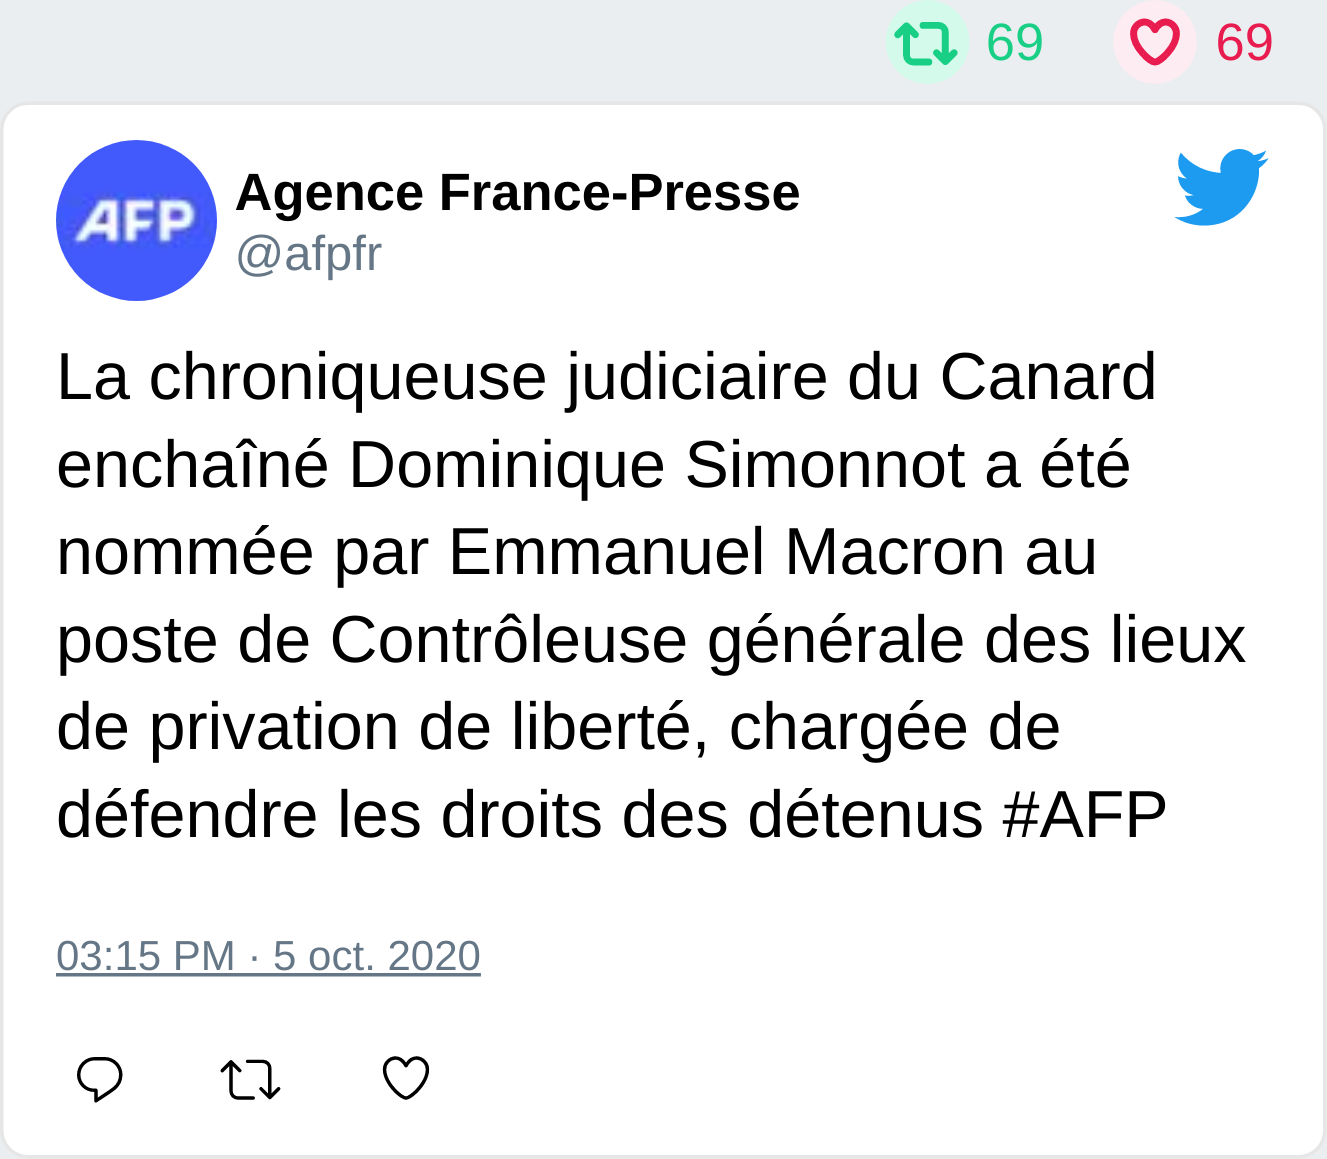 69 69
AFP
Agence France-Presse
@afpfr
La chroniqueuse judiciaire du Canard
enchaîné Dominique Simonnot a été
nommée par Emmanuel Macron au
poste de Contrôleuse générale des lieux
de privation de liberté, chargée de
défendre les droits des détenus #AFP
03:15 PM · 5 oct. 2020